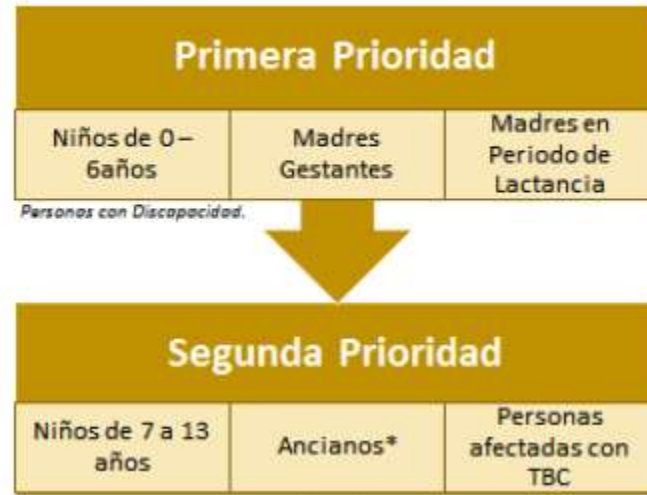 Primera Prioridad
Niños de 0 –
6años
Madres
Gestantes
Madres en
Periodo de
Lactancia
Personas con Discapacidad.
Segunda Prioridad
Niños de 7 a 13
años
Ancianos*
Personas
afectadas con
TBC